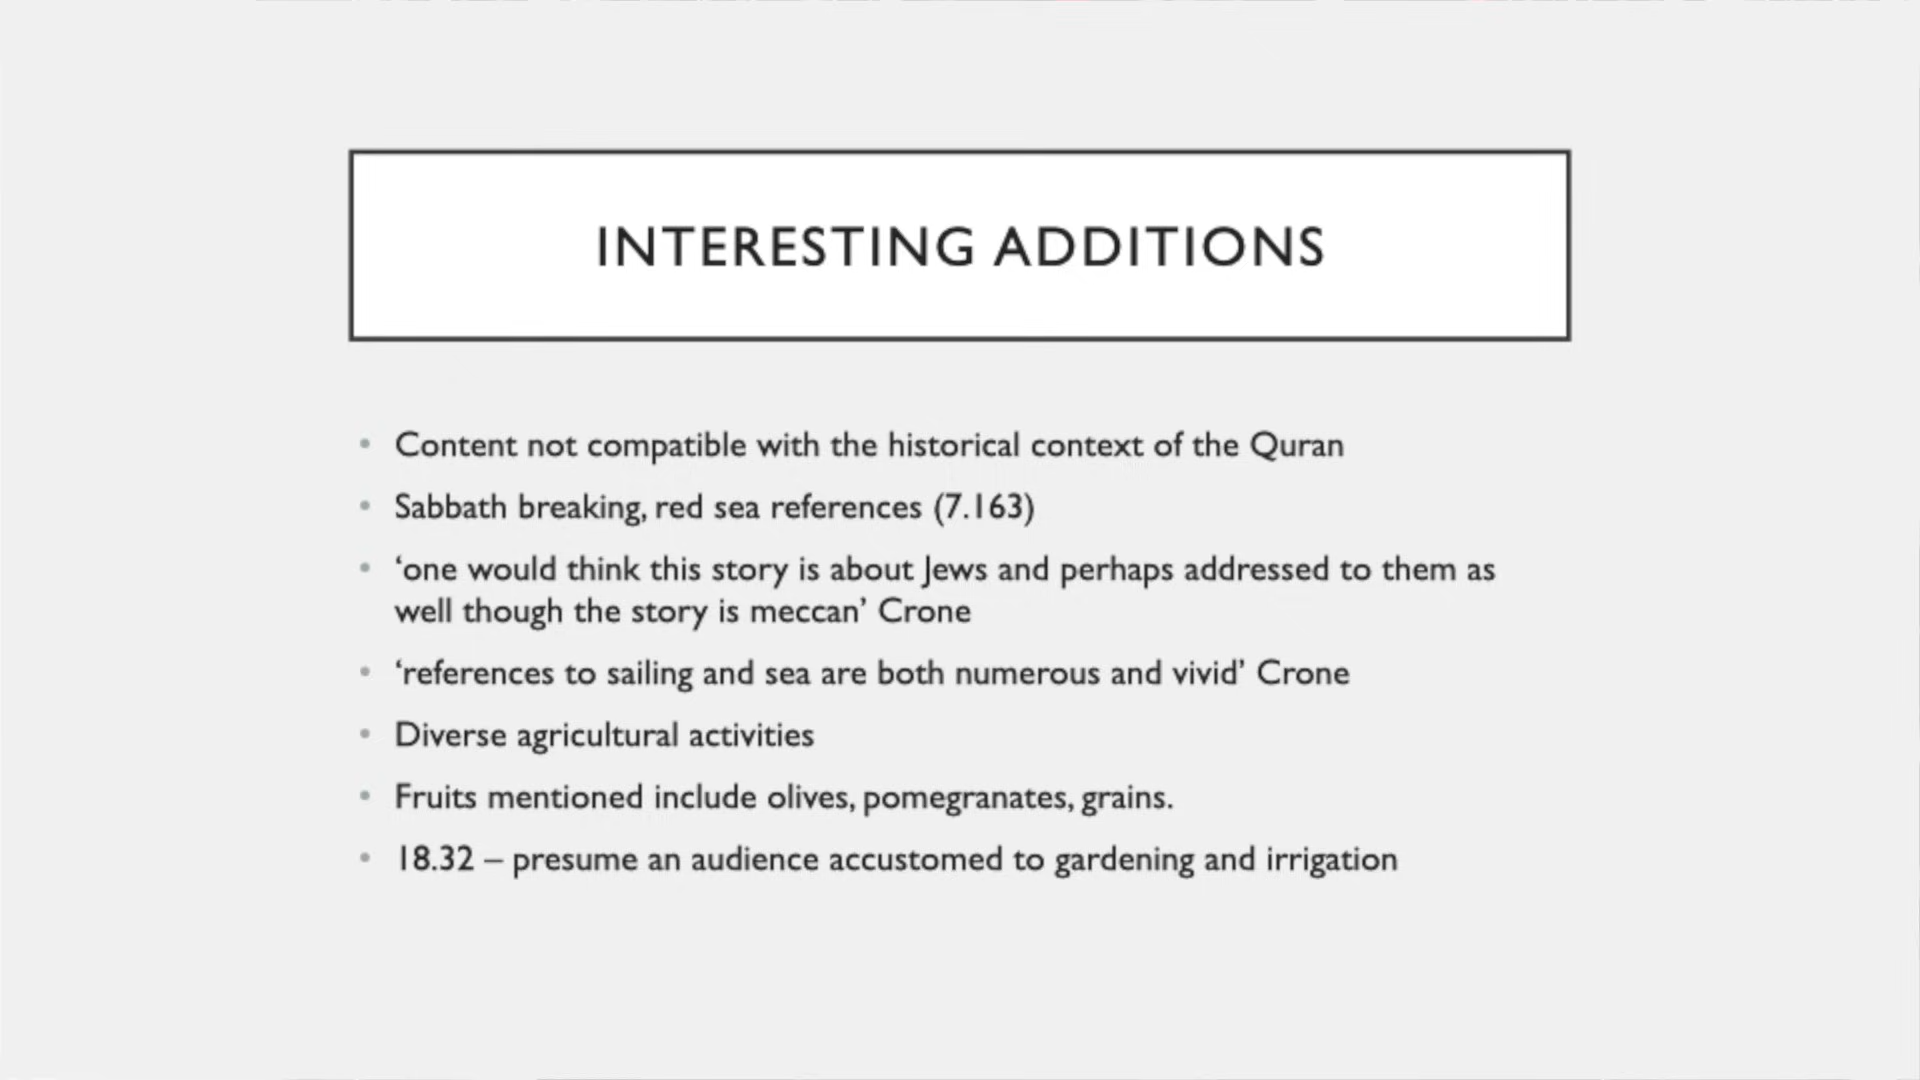 INTERESTING ADDITIONS
• Content not compatible with the historical context of the Quran
• Sabbath breaking, red sea references (7.163)
• ‘one would think this story is about Jews and perhaps addressed to them as
well though the story is meccan’ Crone
• ‘references to sailing and sea are both numerous and vivid’ Crone
• Diverse agricultural activities
• Fruits mentioned include olives, pomegranates, grains.
• 18.32 – presume an audience accustomed to gardening and irrigation